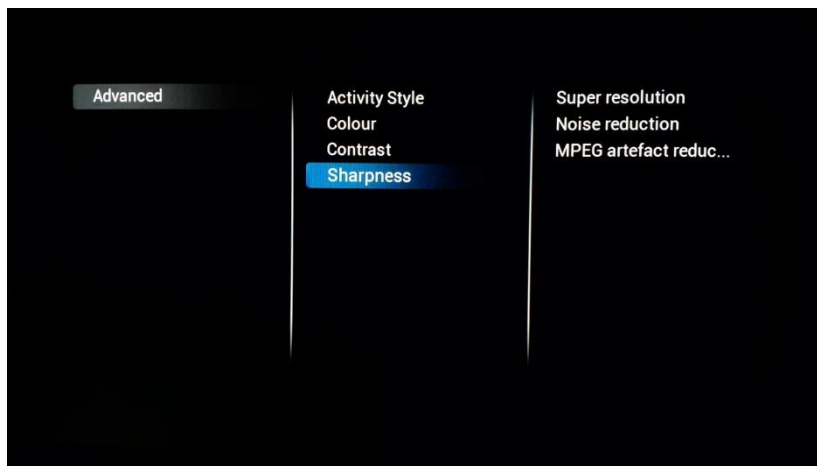 Advanced
Activity Style
Colour
Contrast
Sharpness
Super resolution
Noise reduction
MPEG artefact reduc...